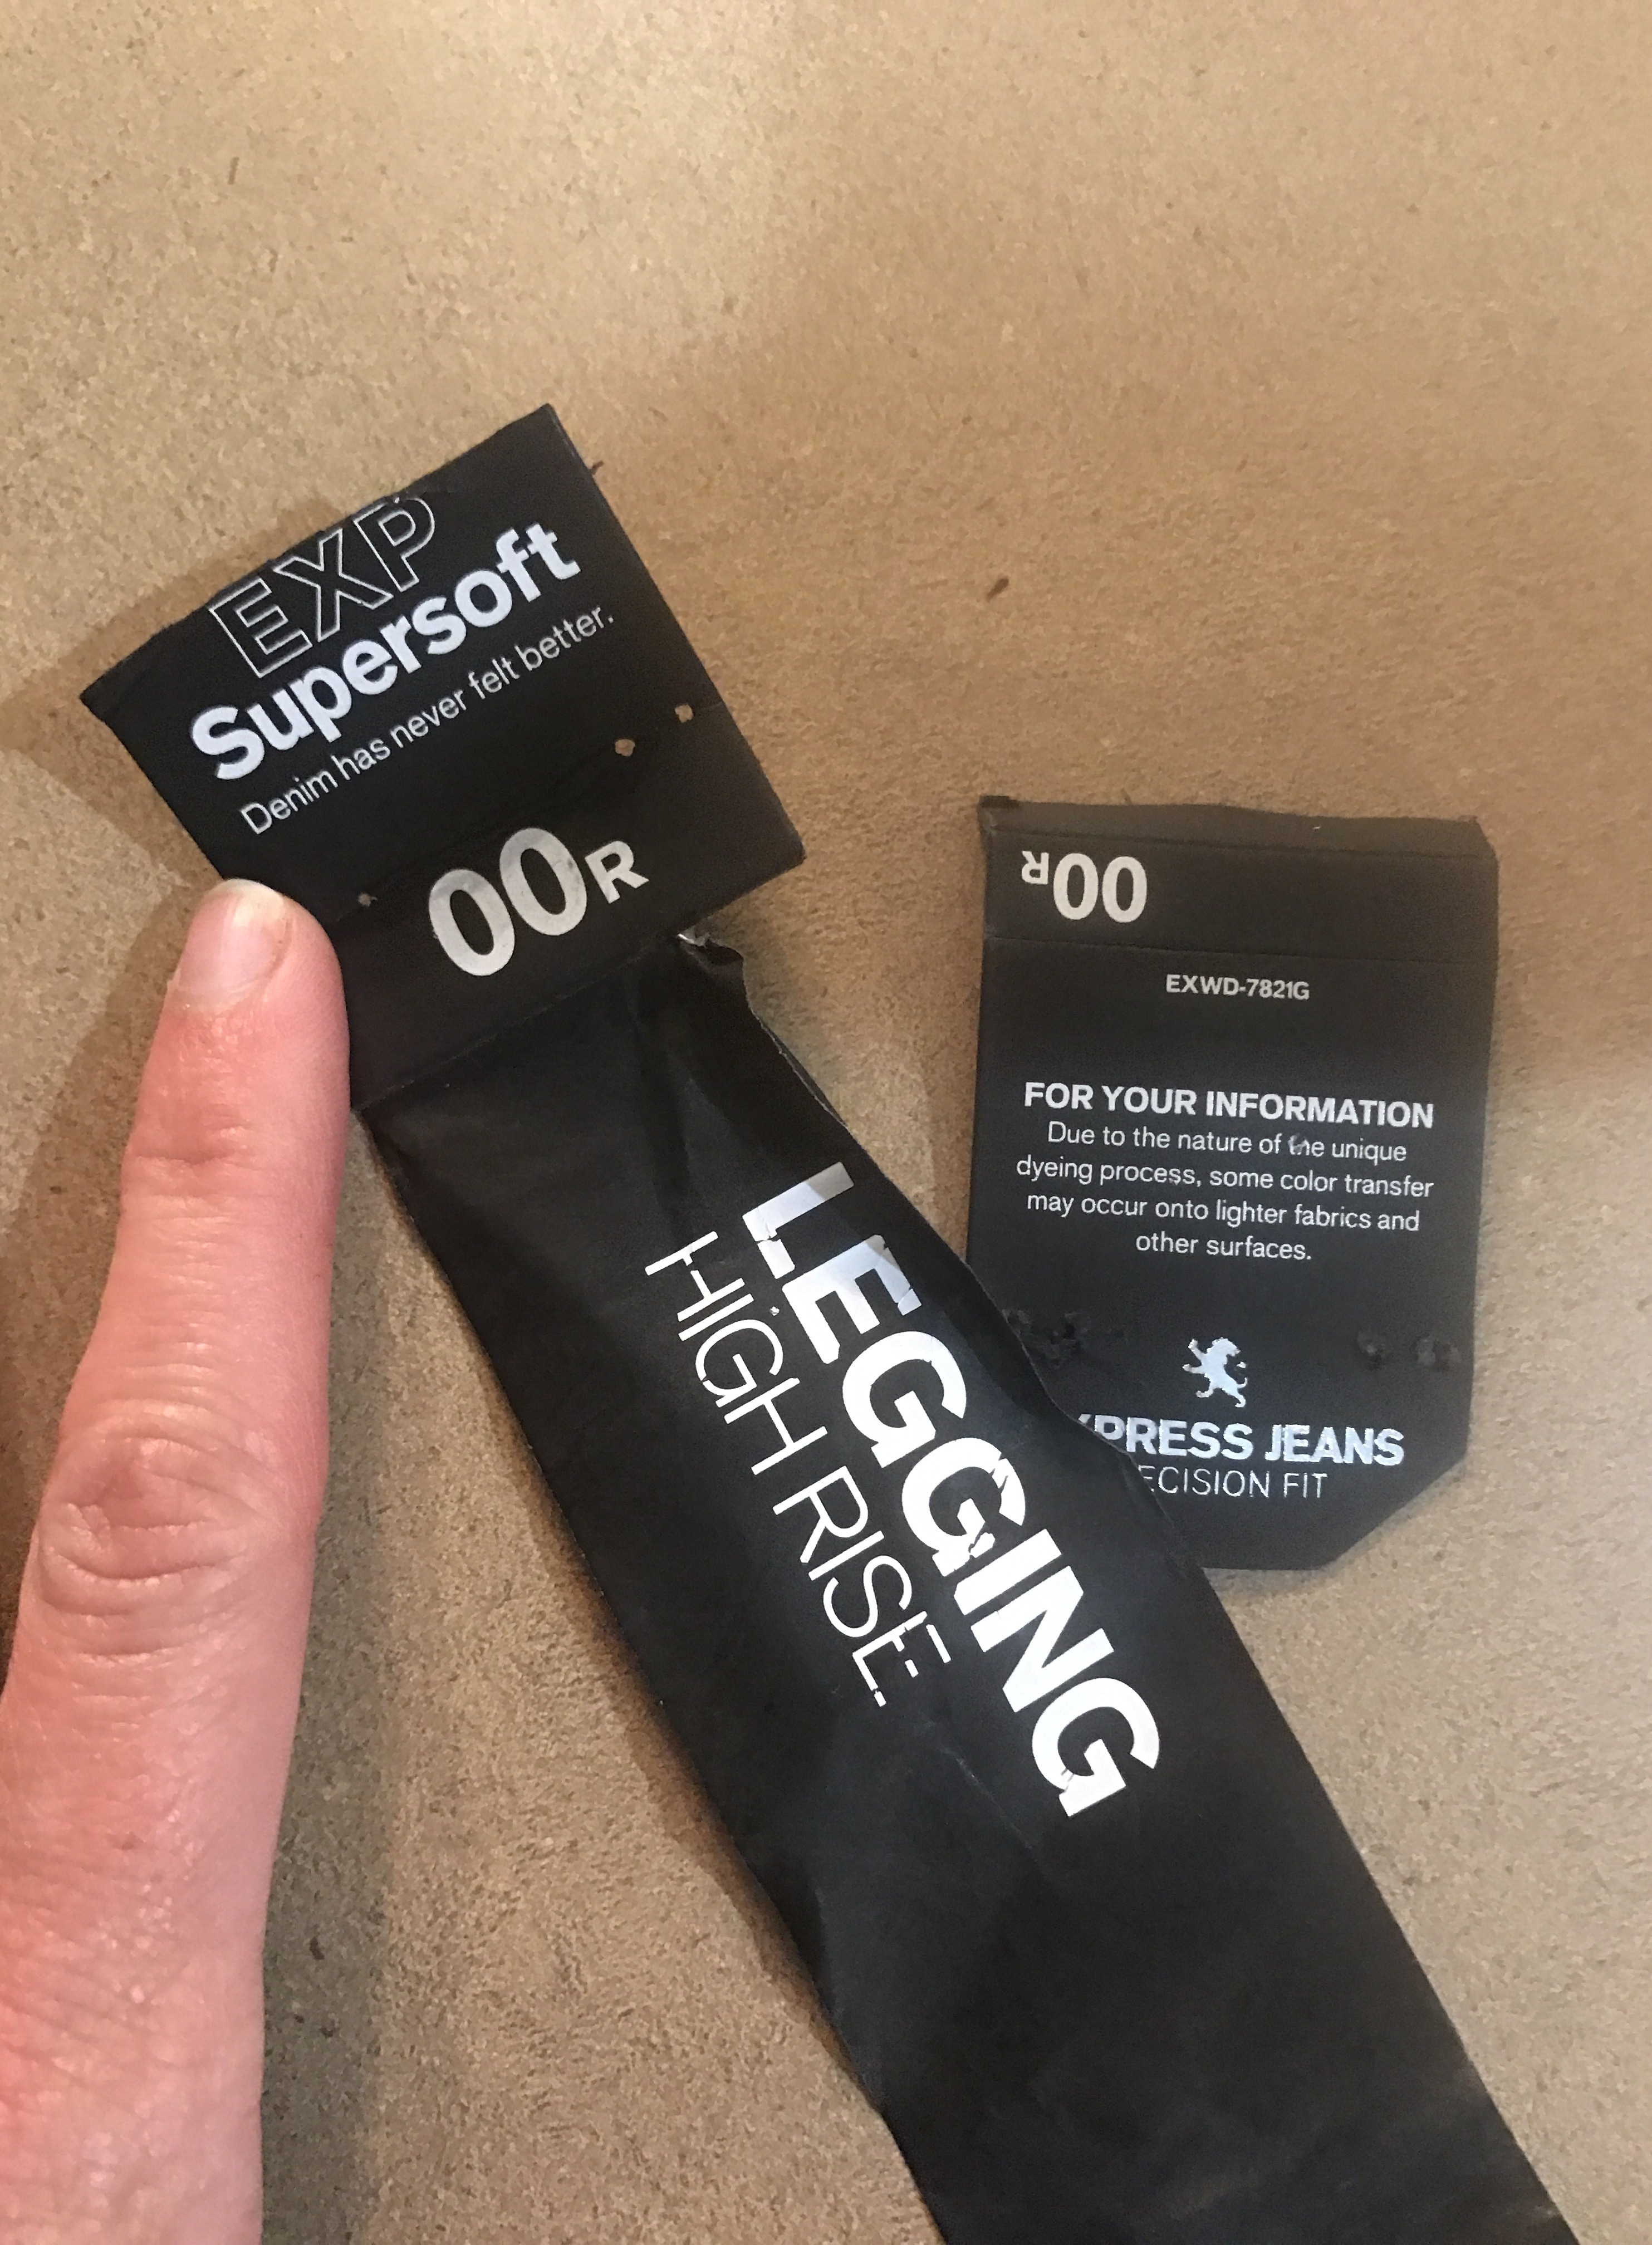 EXP
Supersoft
Denim has never felt better.
00R
LEGGING
HIGH RISE
00R
EXWD-7821G
FOR YOUR INFORMATION
Due to the nature of the unique
dyeing process, some color transfer
may occur onto lighter fabrics and
other surfaces.
XPRESS JEANS
ECISION FIT